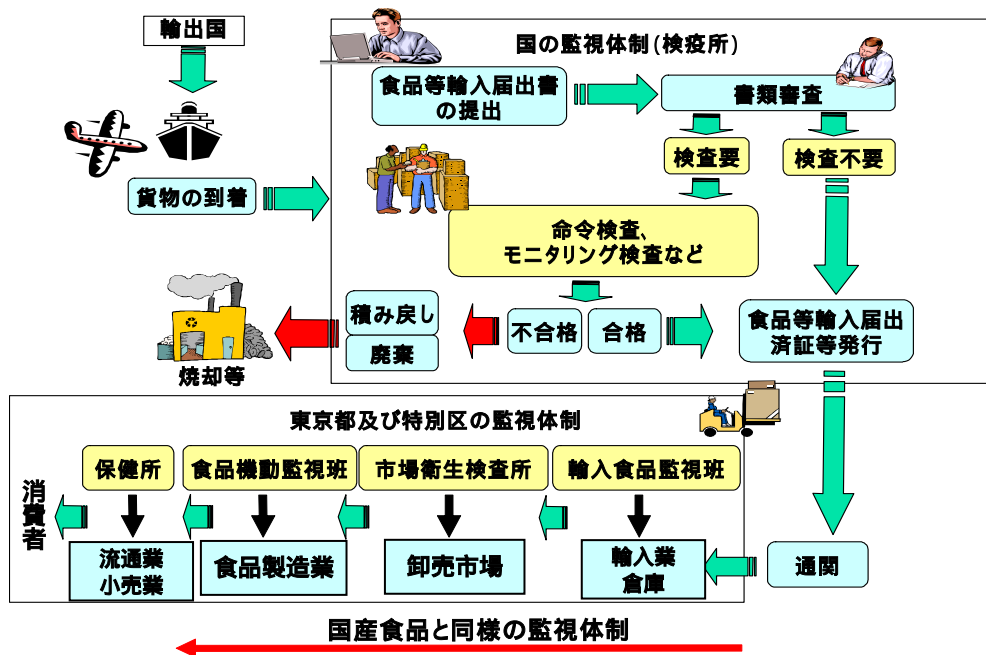 輸出国
国の監視体制(検疫所)
食品等輸入届出書
の提出
書類審査
検査要
検査不要
貨物の到着
命令検査、
モニタリング検査など
積み戻し
廃棄
不合格
合格
食品等輸入届出
済証等発行
焼却等
東京都及び特別区の監視体制
保健所
食品機動監視班
市場衛生検査所
輸入食品監視班
消費者
流通業
小売業
食品製造業
卸売市場
輸入業
倉庫
通関
国産食品と同様の監視体制